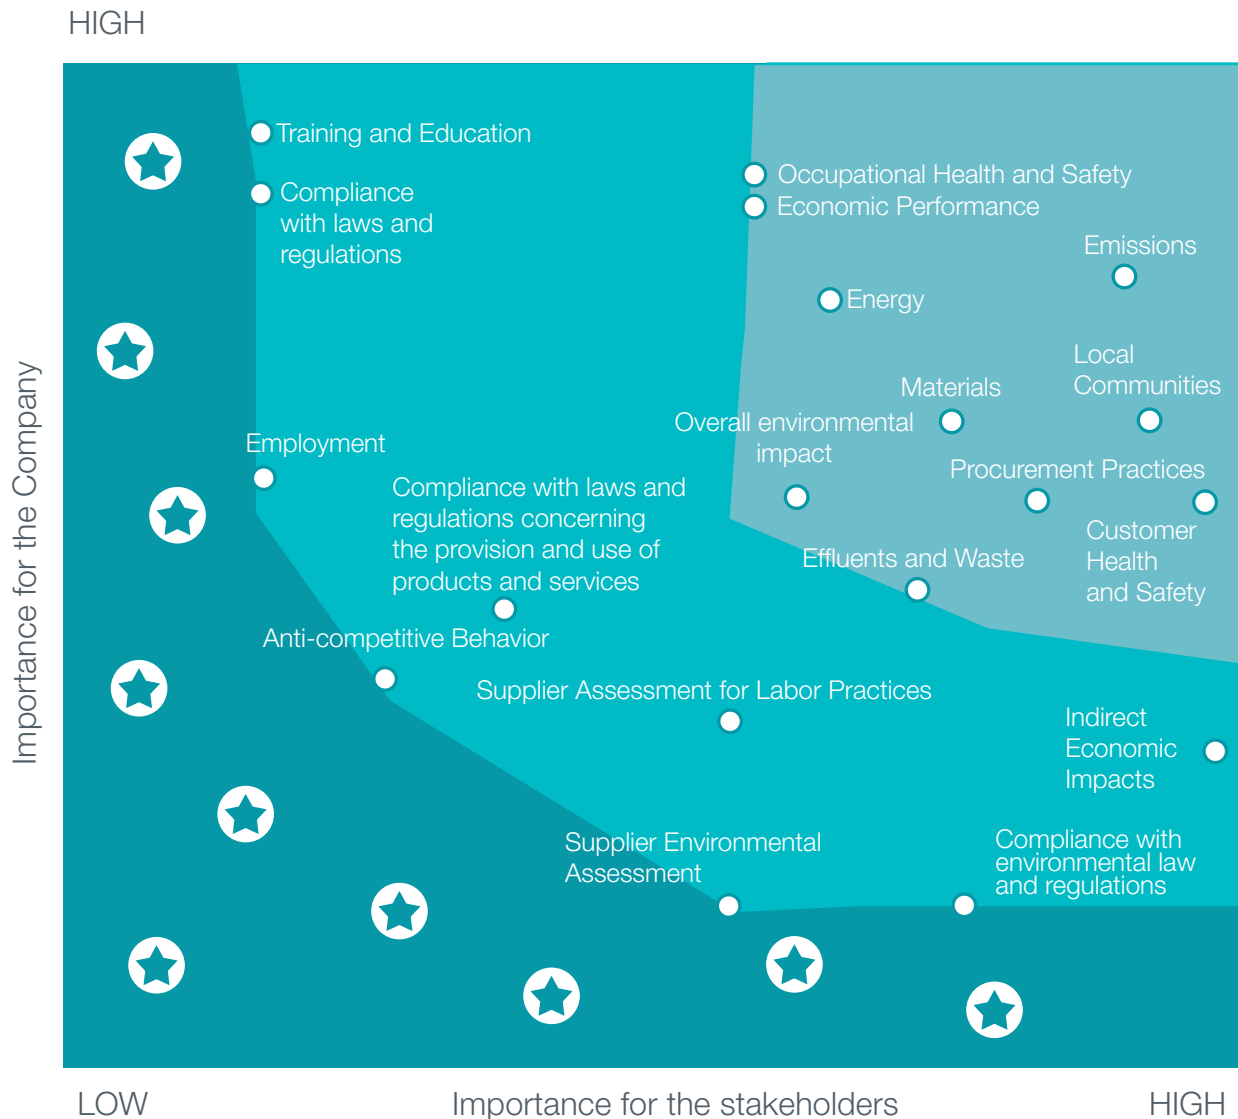 HIGH
Training and Education
Compliance
with laws and
regulations
Occupational Health and Safety
Economic Performance
Emissions
Energy
Local
Communities
Materials
Overall environmental
impact
Employment
Procurement Practices
Compliance with laws and
regulations concerning
the provision and use of
products and services
Customer
Health
and Safety
Effluents and Waste
Anti-competitive Behavior
Supplier Assessment for Labor Practices
Indirect
Economic
Impacts
Supplier Environmental
Assessment
Compliance with
environmental law
and regulations
Importance for the Company
LOW
Importance for the stakeholders
HIGH